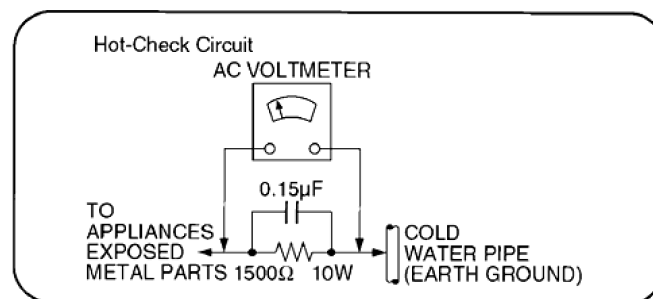 Hot-Check Circuit
AC VOLTMETER
0.15µF
TO
APPLIANCES
EXPOSED
METAL PARTS
1500Ω 10W
COLD
WATER PIPE
(EARTH GROUND)